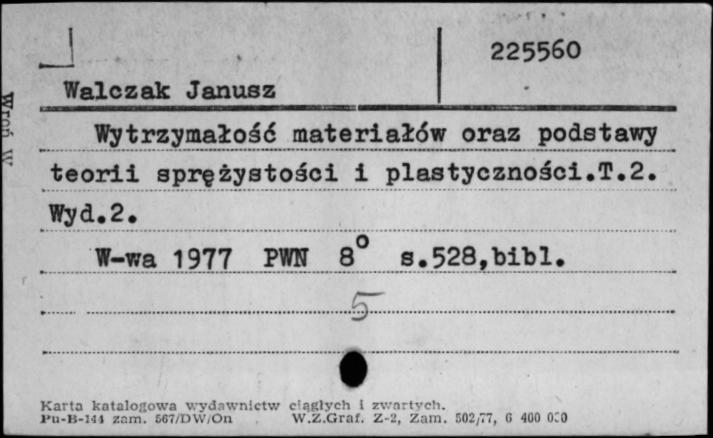 225560
Walczak Janusz
Wytrzymałość materiałów oraz podstawy
teorii sprężystości i plastyczności.T.2.
Wyd.2.
W-wa 1977 PWN 8° s.528,bibl.
5
Karta katalogowa wydawnictw ciągłych i zwartych.
Pu-B-144 zam. 567/DW/On W.Z.Graf. Z-2, Zam. 502/77, 6 400 000